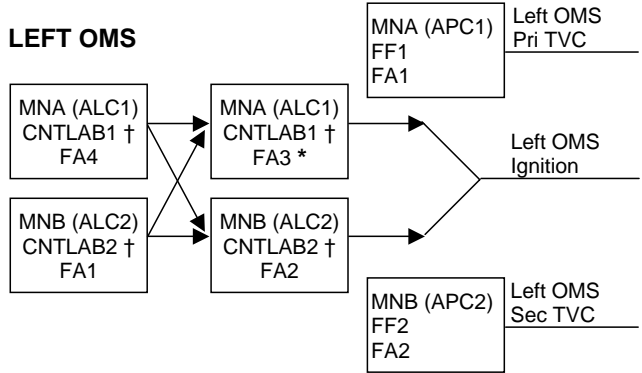 LEFT OMS
MNA (APC1)
FF1
FA1
Left OMS
Pri TVC
MNA (ALC1)
CNTLAB1 †
FA4
MNA (ALC1)
CNTLAB1 †
FA3 *
Left OMS
Ignition
MNB (ALC2)
CNTLAB2 †
FA1
MNB (ALC2)
CNTLAB2 †
FA2
MNB (APC2)
FF2
FA2
Left OMS
Sec TVC